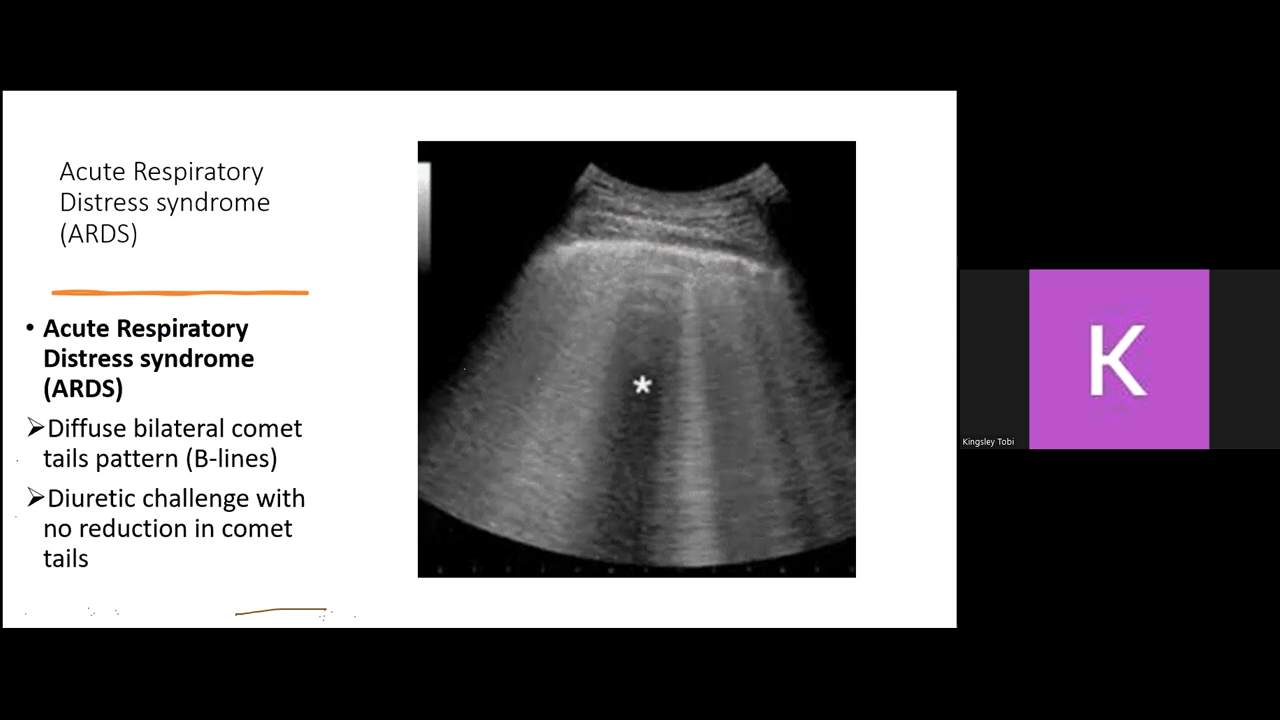 Acute Respiratory
Distress syndrome
(ARDS)
• Acute Respiratory
Distress syndrome
(ARDS)
➢Diffuse bilateral comet
tails pattern (B-lines)
➢Diuretic challenge with
no reduction in comet
tails
*
K
Kingsley Tobi